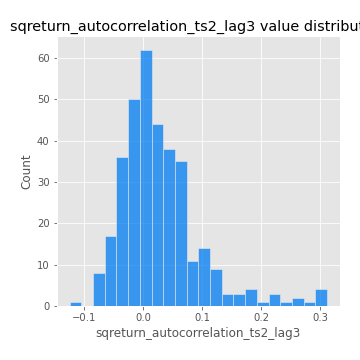 sqreturn_autocorrelation_ts2_lag3 value distribut
60
50
40
30
20
10
0
Count
−0.1 0.0 0.1 0.2 0.3
sqreturn_autocorrelation_ts2_lag3